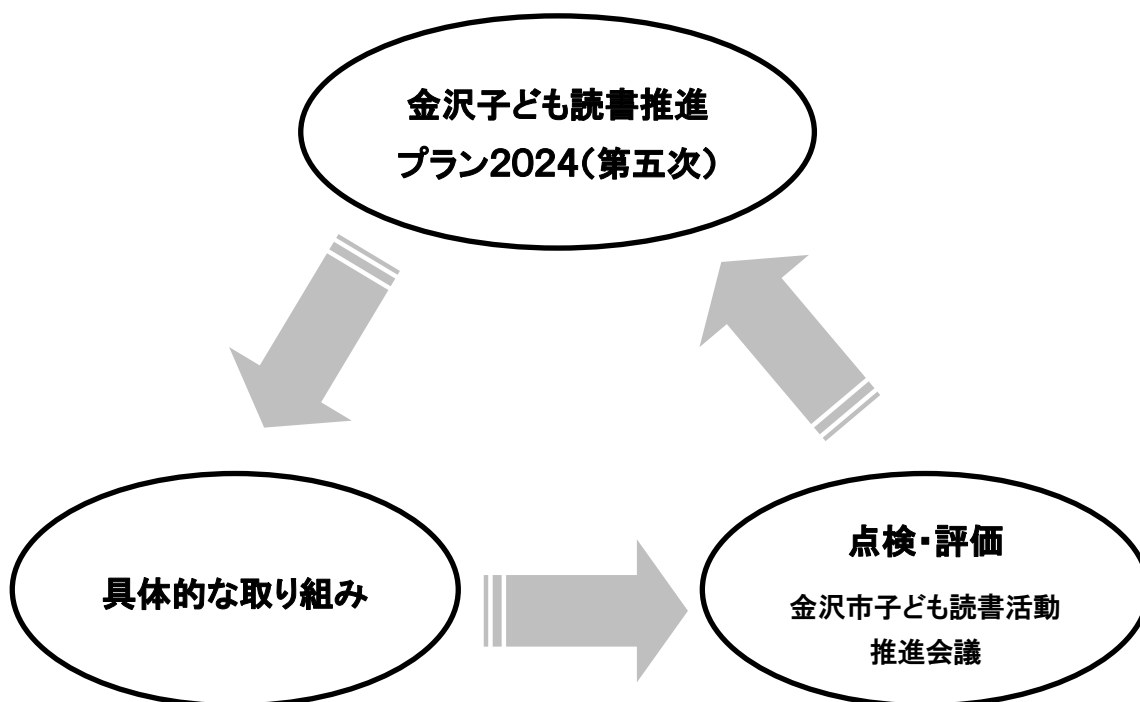 金沢子ども読書推進
プラン2024(第五次)
具体的な取り組み
点検・評価
金沢市子ども読書活動
推進会議